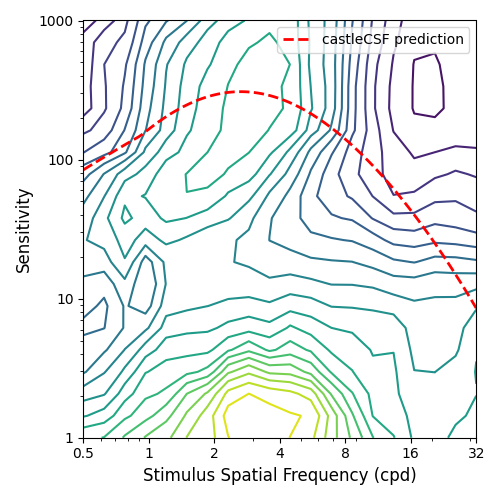 1000
castleCSF prediction
100
10
1
Sensitivity
0.5 1 2 4 8 16 32
Stimulus Spatial Frequency (cpd)